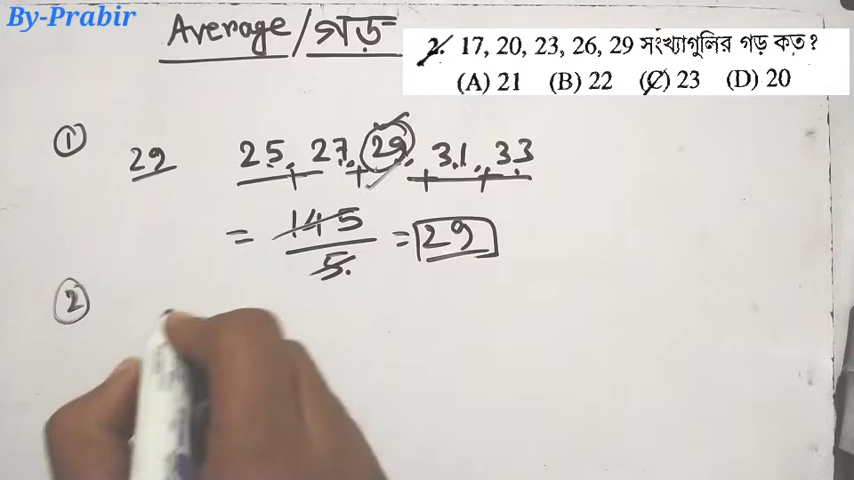 By-Prabir
Average/গড়
2. 17, 20, 23, 26, 29 সংখ্যাগুলির গড় কত?
(A) 21 (B) 22 (C) 23 (D) 20
1 29 25, 27, 29, 31, 33
= 145/5 = 29
2